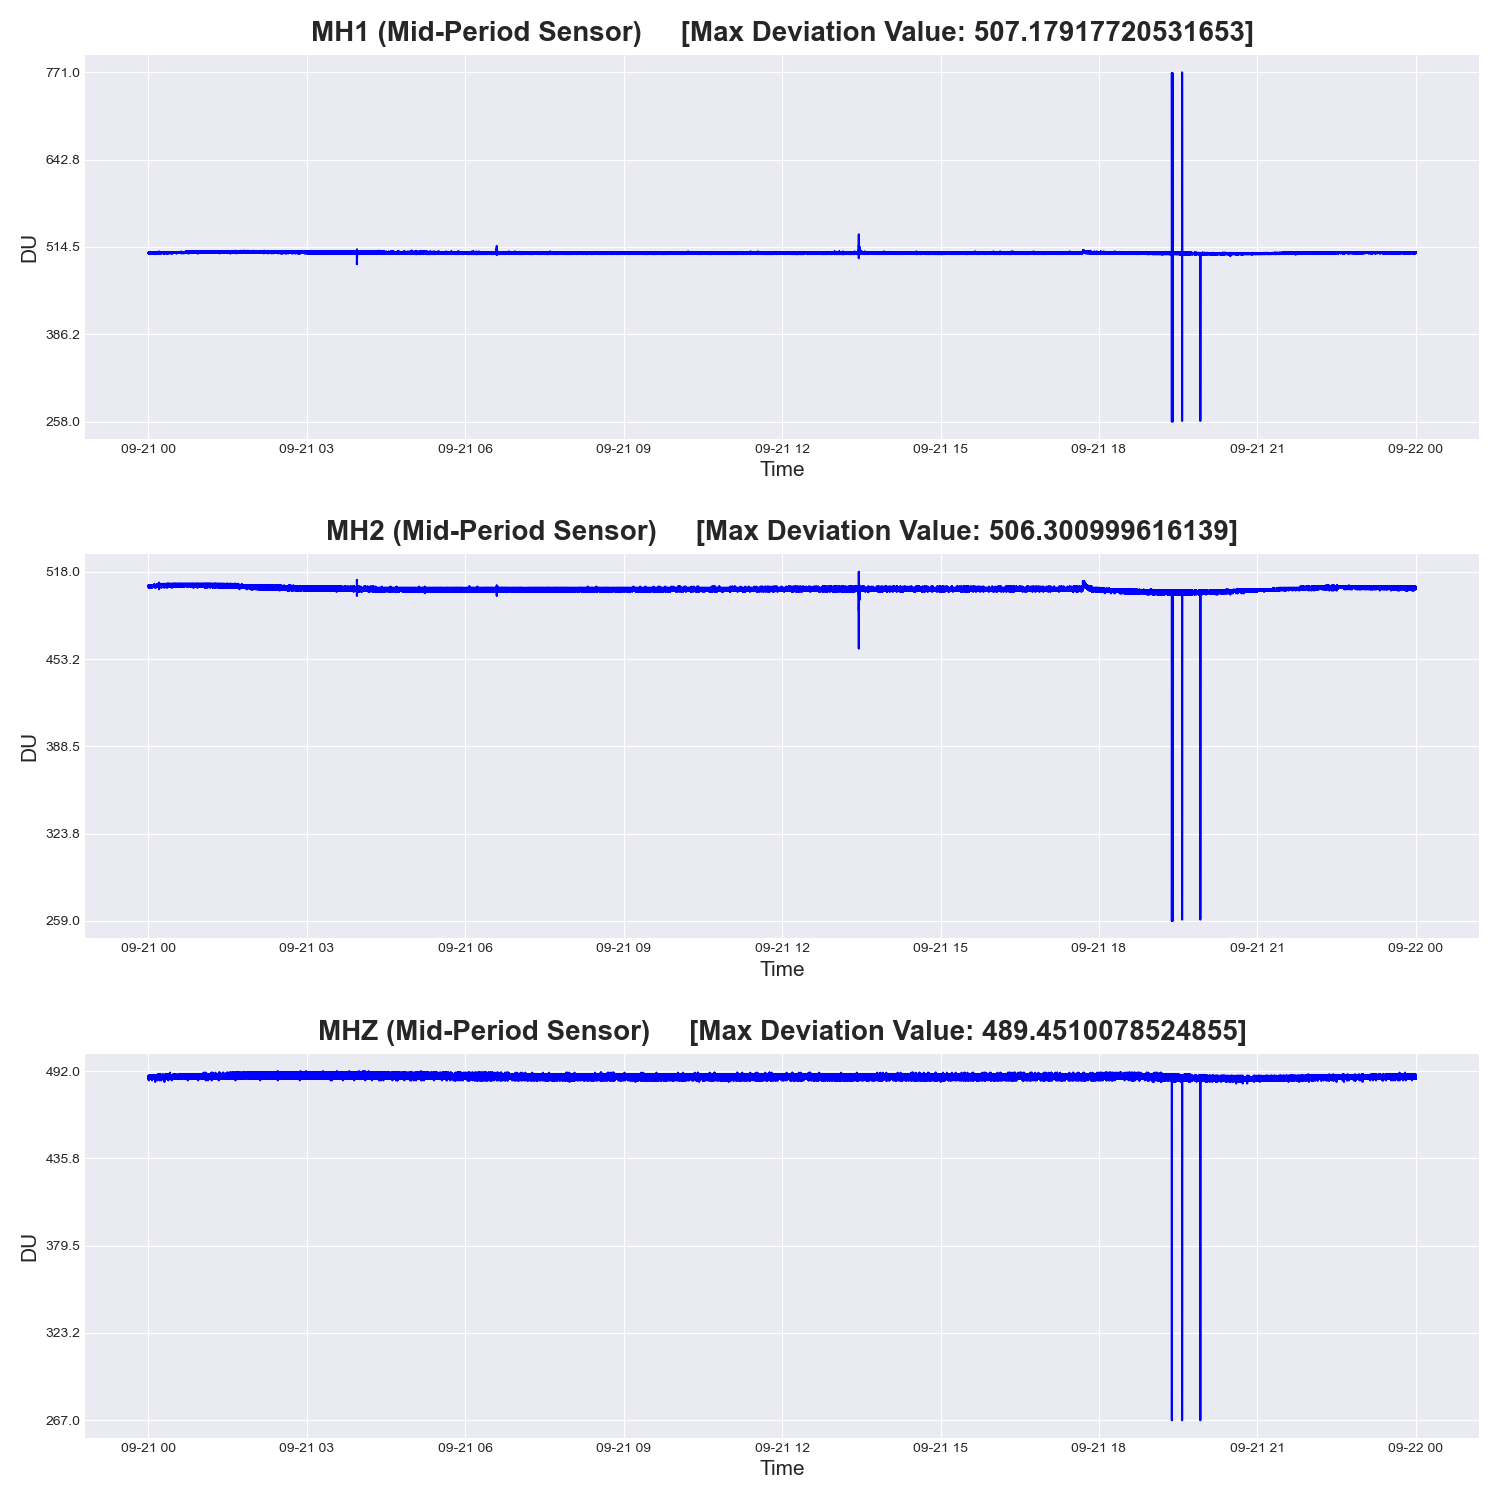 MH1 (Mid-Period Sensor) [Max Deviation Value: 507.17917720531653]
771.0
642.8
514.5
386.2
258.0
DU
09-21 00 09-21 03 09-21 06 09-21 09 09-21 12 09-21 15 09-21 18 09-21 21 09-22 00
Time
MH2 (Mid-Period Sensor) [Max Deviation Value: 506.300999616139]
518.0
453.2
388.5
323.8
259.0
DU
09-21 00 09-21 03 09-21 06 09-21 09 09-21 12 09-21 15 09-21 18 09-21 21 09-22 00
Time
MHZ (Mid-Period Sensor) [Max Deviation Value: 489.4510078524855]
492.0
435.8
379.5
323.2
267.0
DU
09-21 00 09-21 03 09-21 06 09-21 09 09-21 12 09-21 15 09-21 18 09-21 21 09-22 00
Time